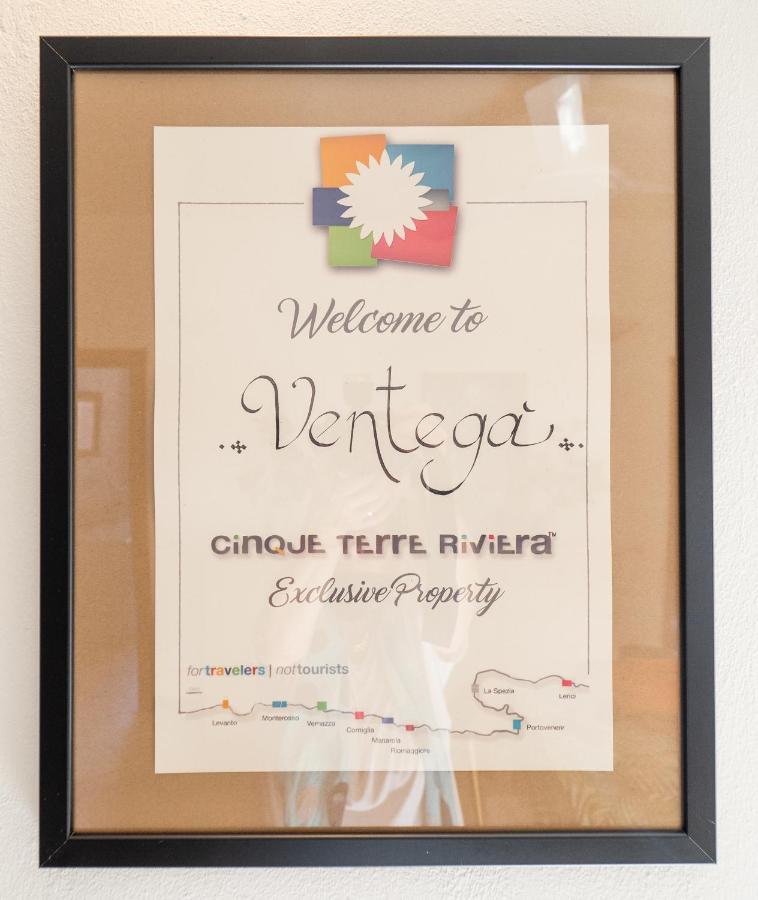 Welcome to
Ventegà
CINQUE TERRE RIVIERA™
Exclusive Property
fortravelers | nottourists
Levanto
Monterosso
Vernazza
Corniglia
Manarola
Riomaggiore
La Spezia
Lerici
Portovenere